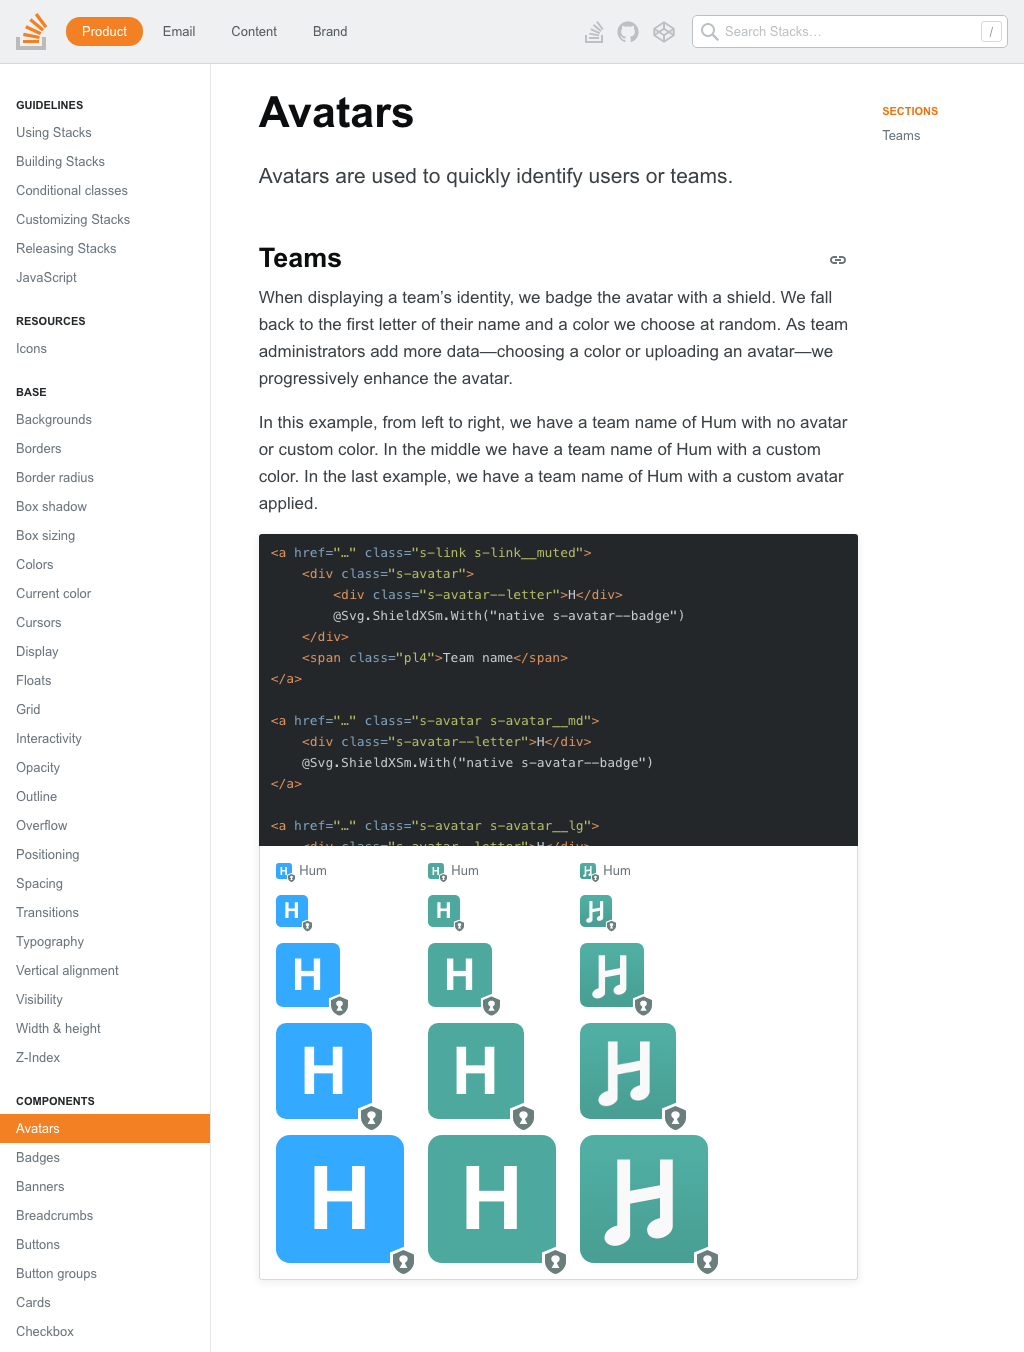 Product
Email
Content
Brand
Search Stacks…
/
GUIDELINES
Using Stacks
Building Stacks
Conditional classes
Customizing Stacks
Releasing Stacks
JavaScript
RESOURCES
Icons
BASE
Backgrounds
Borders
Border radius
Box shadow
Box sizing
Colors
Current color
Cursors
Display
Floats
Grid
Interactivity
Opacity
Outline
Overflow
Positioning
Spacing
Transitions
Typography
Vertical alignment
Visibility
Width & height
Z-Index
COMPONENTS
Avatars
Badges
Banners
Breadcrumbs
Buttons
Button groups
Cards
Checkbox
Avatars
Avatars are used to quickly identify users or teams.
Teams
When displaying a team’s identity, we badge the avatar with a shield. We fall
back to the first letter of their name and a color we choose at random. As team
administrators add more data—choosing a color or uploading an avatar—we
progressively enhance the avatar.
In this example, from left to right, we have a team name of Hum with no avatar
or custom color. In the middle we have a team name of Hum with a custom
color. In the last example, we have a team name of Hum with a custom avatar
applied.
<a href="…" class="s-link s-link__muted">
    <div class="s-avatar">
        <div class="s-avatar--letter">H</div>
        @Svg.ShieldXSm.With("native s-avatar--badge")
    </div>
    <span class="pl4">Team name</span>
</a>
<a href="…" class="s-avatar s-avatar__md">
    <div class="s-avatar--letter">H</div>
    @Svg.ShieldXSm.With("native s-avatar--badge")
</a>
<a href="…" class="s-avatar s-avatar__lg">
    <div class="s-avatar--letter">H</div>
H Hum H Hum H Hum
H H H
H H H
H H H
H H H
SECTIONS
Teams